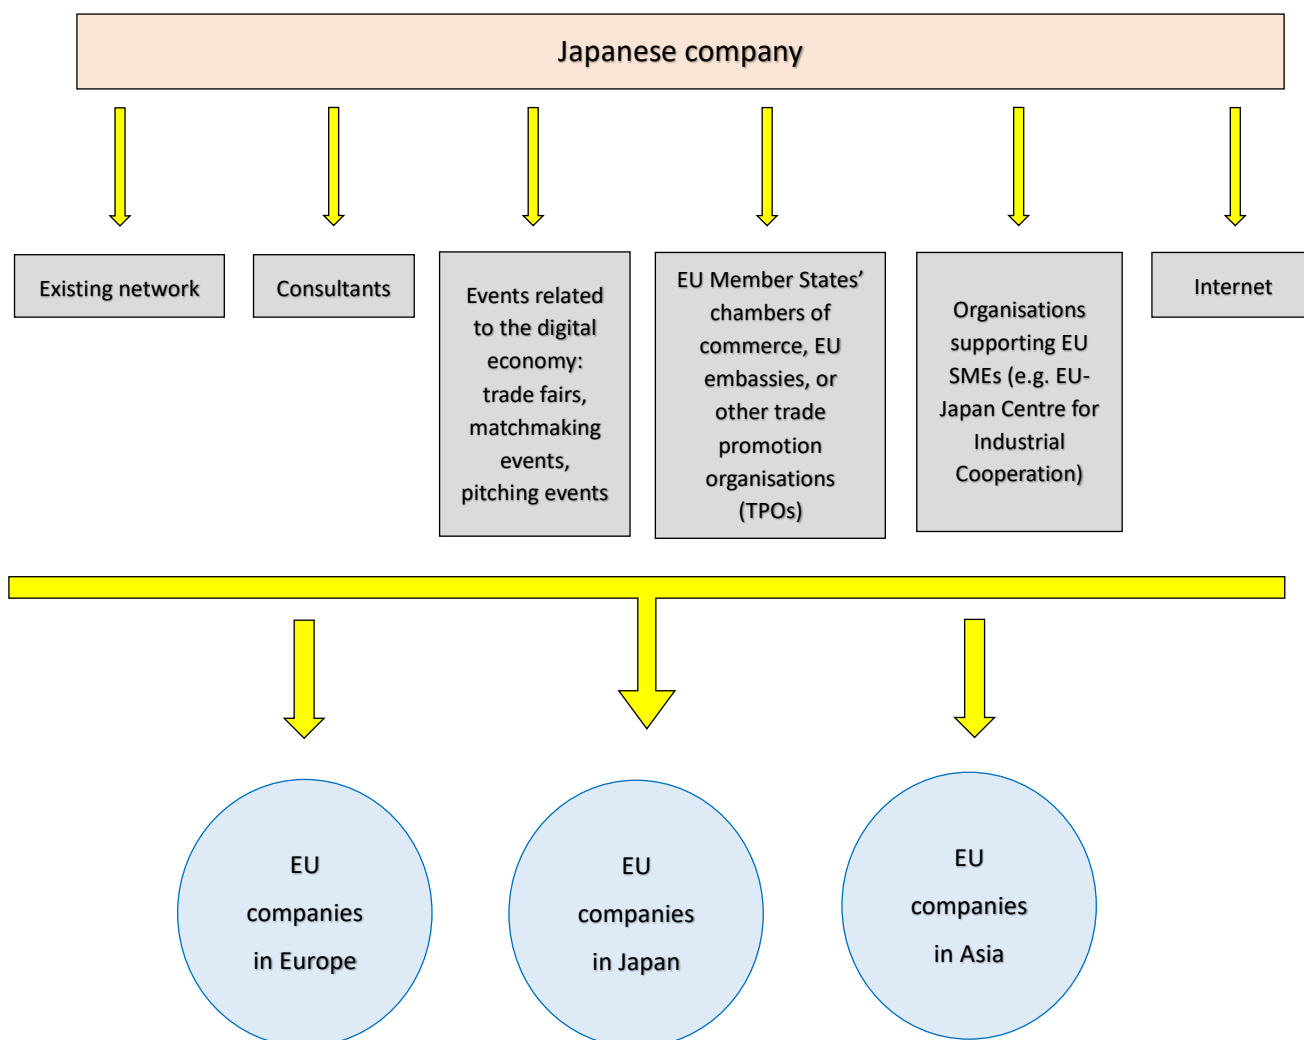 Japanese company
Existing network
Consultants
Events related
to the digital
economy:
trade fairs,
matchmaking
events,
pitching events
EU Member States’
chambers of
commerce, EU
embassies, or
other trade
promotion
organisations
(TPOs)
Organisations
supporting EU
SMEs (e.g. EU-
Japan Centre for
Industrial
Cooperation)
Internet
EU
companies
in Europe
EU
companies
in Japan
EU
companies
in Asia